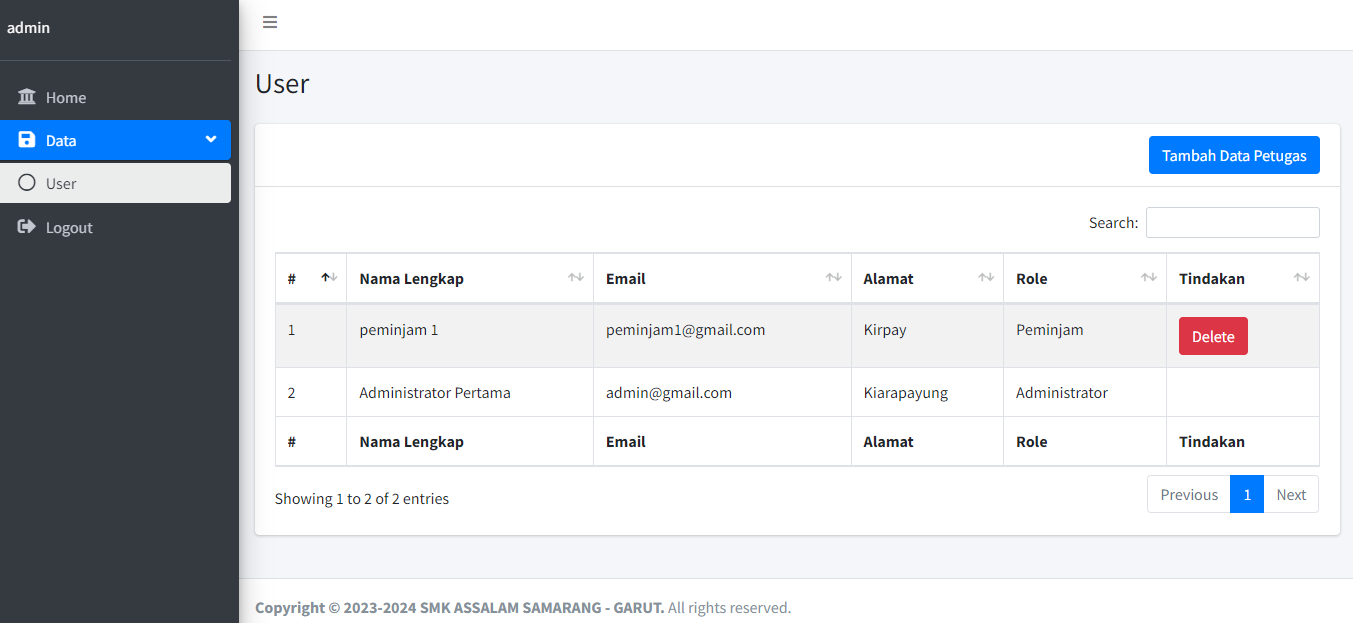 admin
Home
Data
User
Logout
User
Tambah Data Petugas
Search:
# Nama Lengkap Email Alamat Role Tindakan
1 peminjam 1 peminjam1@gmail.com Kirpay Peminjam Delete
2 Administrator Pertama admin@gmail.com Kiarapayung Administrator
# Nama Lengkap Email Alamat Role Tindakan
Showing 1 to 2 of 2 entries
Previous 1 Next
Copyright © 2023-2024 SMK ASSALAM SAMARANG - GARUT. All rights reserved.